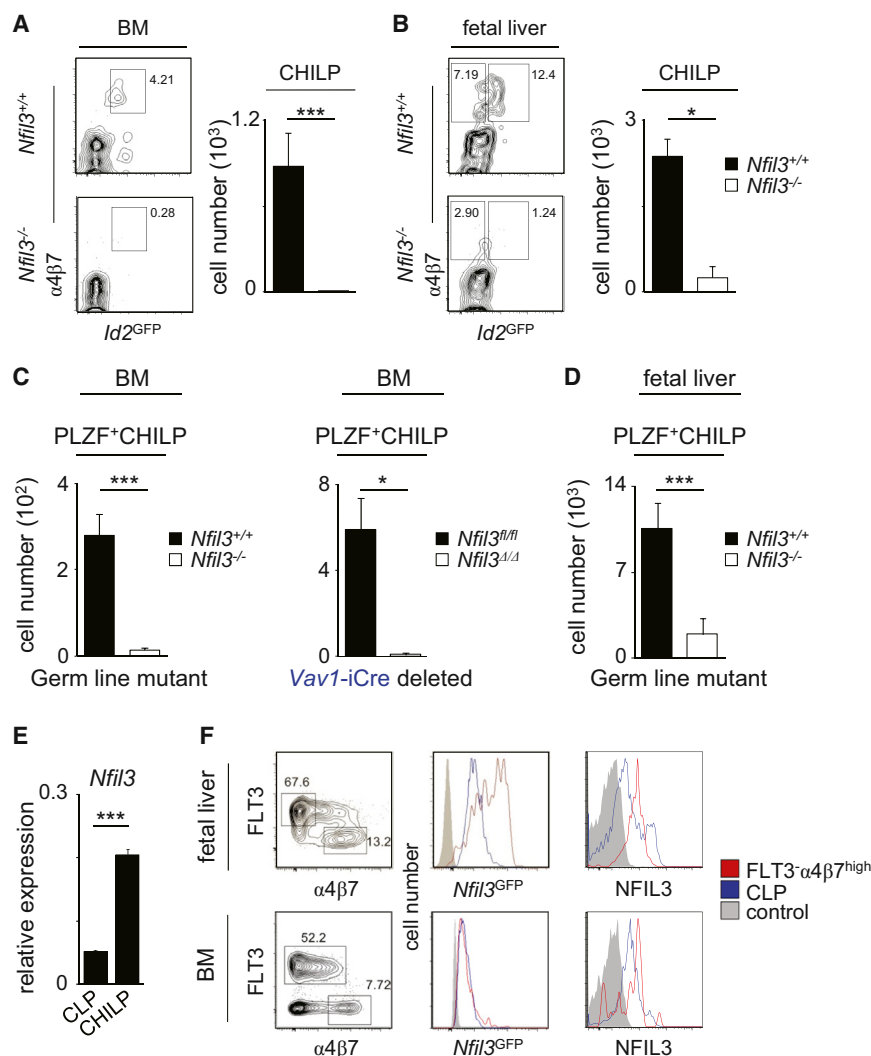 A
BM
Nfil3+/+
4.21
Nfil3-/-
0.28
α4β7
Id2GFP
CHILP
***
cell number (10³)
1.2
0
B
fetal liver
Nfil3+/+
7.19
12.4
Nfil3-/-
2.90
1.24
α4β7
Id2GFP
CHILP
*
cell number (10³)
3
0
Nfil3+/+
Nfil3-/-
C
BM
PLZF+CHILP
***
cell number (10²)
4
2
0
Nfil3+/+
Nfil3-/-
Germ line mutant
BM
PLZF+CHILP
*
8
4
0
Nfil3fl/fl
Nfil3Δ/Δ
Vav1-iCre deleted
D
fetal liver
PLZF+CHILP
***
cell number (10³)
14
7
0
Nfil3+/+
Nfil3-/-
Germ line mutant
E
Nfil3
***
relative expression
0.3
0
CLP
CHILP
F
fetal liver
FLT3
67.6
13.2
α4β7
cell number
Nfil3GFP
NFIL3
BM
FLT3
52.2
7.72
α4β7
Nfil3GFP
NFIL3
FLT3-α4β7high
CLP
control